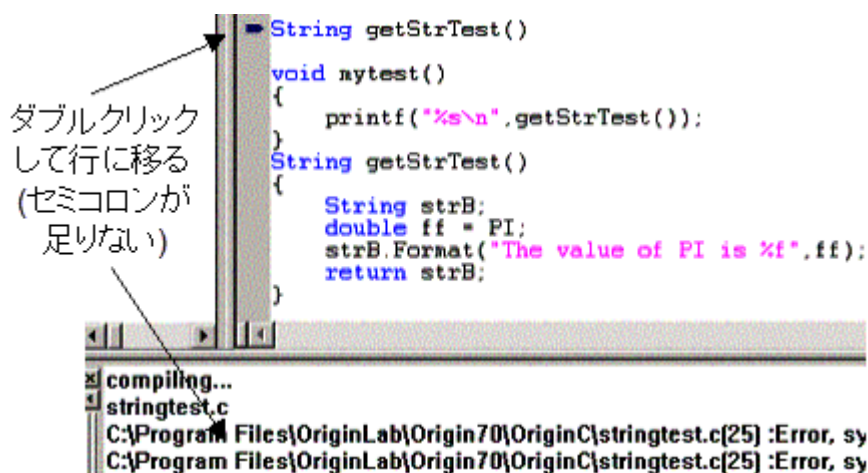 String getStrTest()
void mytest()
{
printf("%s\n",getStrTest());
}
String getStrTest()
{
String strB;
double ff = PI;
strB.Format("The value of PI is %f",ff);
return strB;
}
ダブルクリック
して行に移る
(セミコロンが
足りない)
compiling...
stringtest.c
C:\Program Files\OriginLab\Origin70\OriginC\stringtest.c(25) :Error, sy
C:\Program Files\OriginLab\Origin70\OriginC\stringtest.c(25) :Error, sy